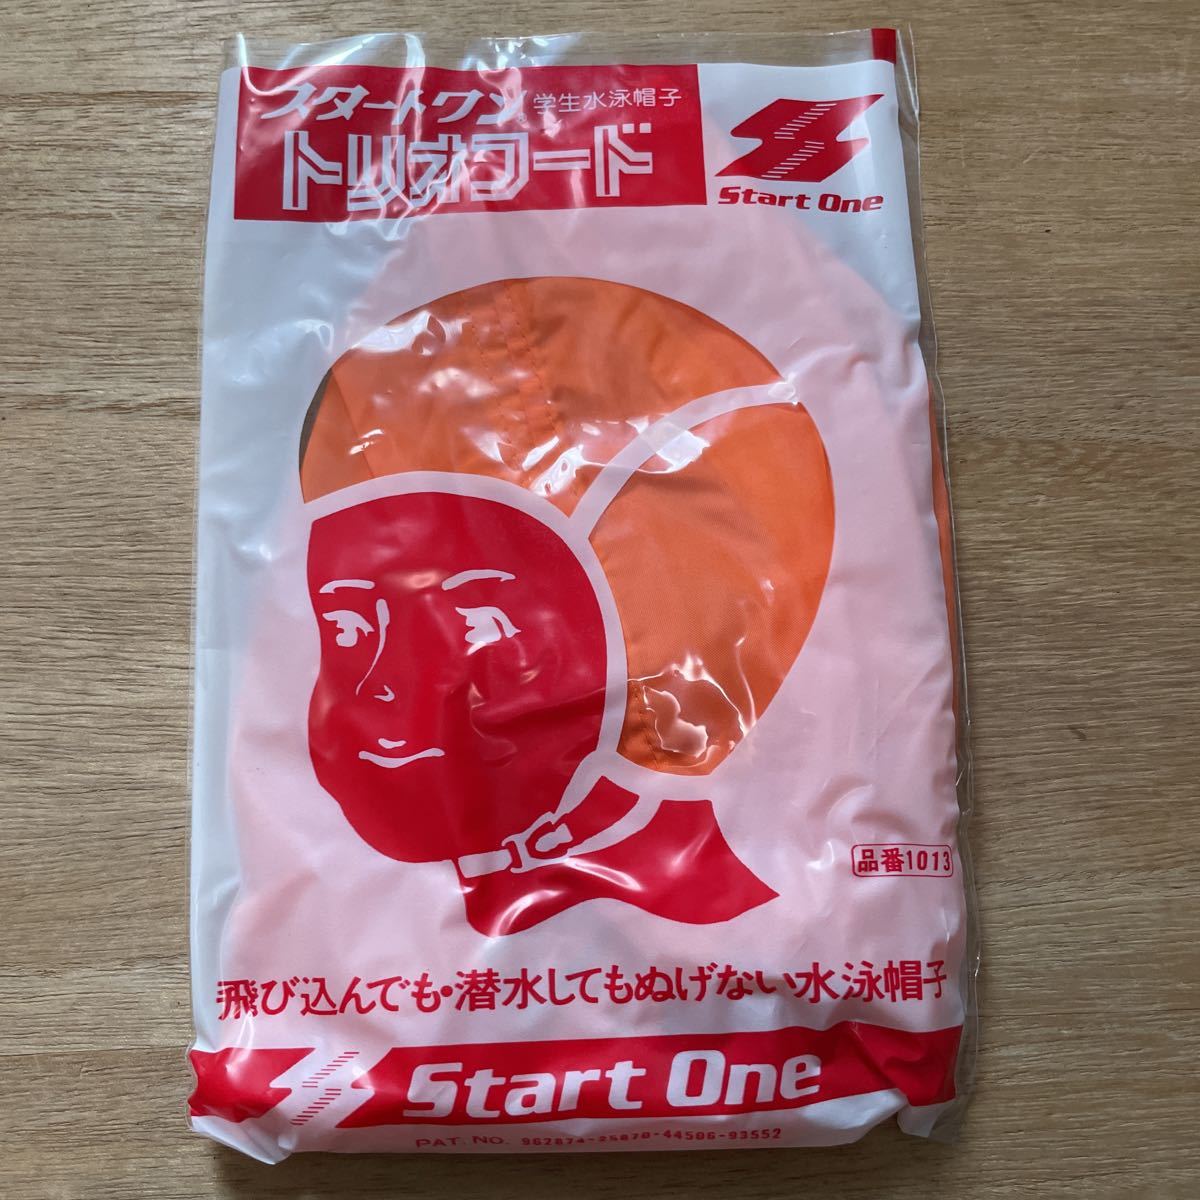 スタートワン® 学生水泳帽子
トリオフード
Start One
品番1013
飛び込んでも・潜水してもぬげない水泳帽子
Start One
PAT. NO. 962874-25870-44506-93552